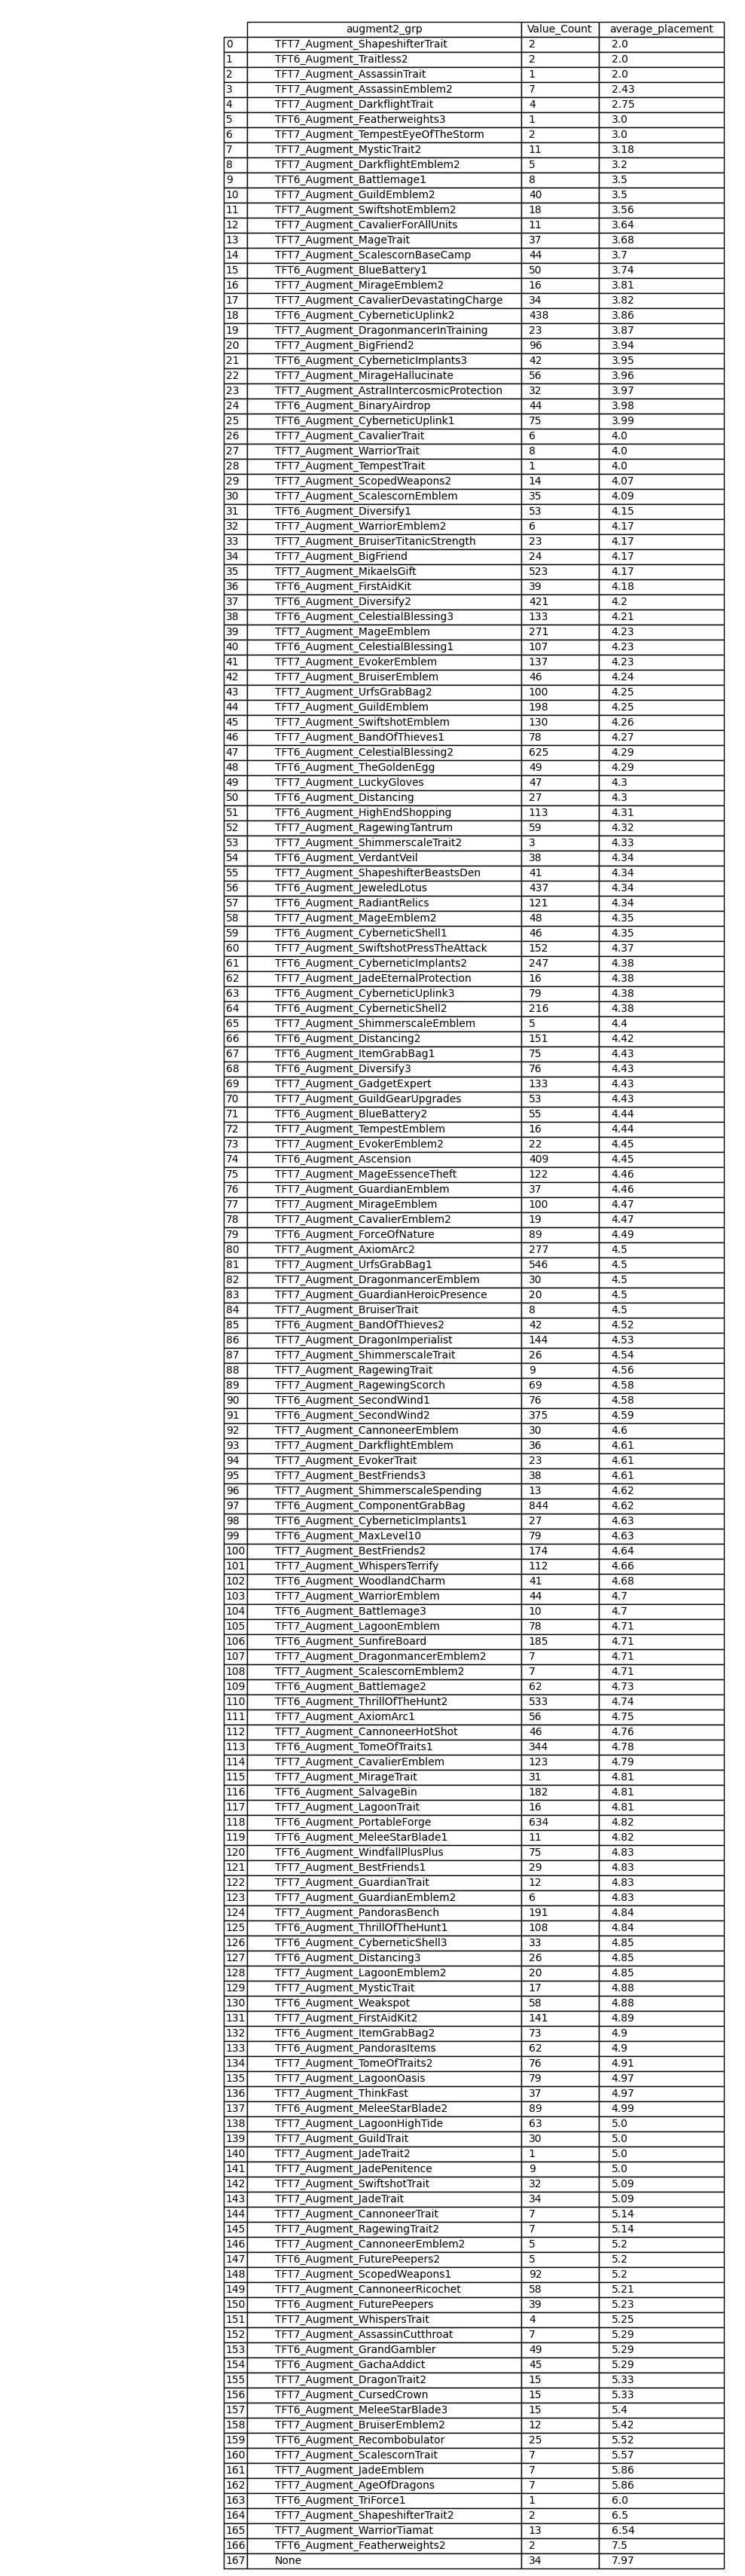 augment2_grp Value_Count average_placement
0 TFT7_Augment_ShapeshifterTrait 2 2.0
1 TFT6_Augment_Traitless2 2 2.0
2 TFT7_Augment_AssassinTrait 1 2.0
3 TFT7_Augment_AssassinEmblem2 7 2.43
4 TFT7_Augment_DarkflightTrait 4 2.75
5 TFT6_Augment_Featherweights3 1 3.0
6 TFT7_Augment_TempestEyeOfTheStorm 2 3.0
7 TFT7_Augment_MysticTrait2 11 3.18
8 TFT7_Augment_DarkflightEmblem2 5 3.2
9 TFT6_Augment_Battlemage1 8 3.5
10 TFT7_Augment_GuildEmblem2 40 3.5
11 TFT7_Augment_SwiftshotEmblem2 18 3.56
12 TFT7_Augment_CavalierForAllUnits 11 3.64
13 TFT7_Augment_MageTrait 37 3.68
14 TFT7_Augment_ScalescornBaseCamp 44 3.7
15 TFT6_Augment_BlueBattery1 50 3.74
16 TFT7_Augment_MirageEmblem2 16 3.81
17 TFT7_Augment_CavalierDevastatingCharge 34 3.82
18 TFT6_Augment_CyberneticUplink2 438 3.86
19 TFT7_Augment_DragonmancerInTraining 23 3.87
20 TFT7_Augment_BigFriend2 96 3.94
21 TFT6_Augment_CyberneticImplants3 42 3.95
22 TFT7_Augment_MirageHallucinate 56 3.96
23 TFT7_Augment_AstralIntercosmicProtection 32 3.97
24 TFT6_Augment_BinaryAirdrop 44 3.98
25 TFT6_Augment_CyberneticUplink1 75 3.99
26 TFT7_Augment_CavalierTrait 6 4.0
27 TFT7_Augment_WarriorTrait 8 4.0
28 TFT7_Augment_TempestTrait 1 4.0
29 TFT7_Augment_ScopedWeapons2 14 4.07
30 TFT7_Augment_ScalescornEmblem 35 4.09
31 TFT6_Augment_Diversify1 53 4.15
32 TFT7_Augment_WarriorEmblem2 6 4.17
33 TFT7_Augment_BruiserTitanicStrength 23 4.17
34 TFT7_Augment_BigFriend 24 4.17
35 TFT7_Augment_MikaelsGift 523 4.17
36 TFT6_Augment_FirstAidKit 39 4.18
37 TFT6_Augment_Diversify2 421 4.2
38 TFT6_Augment_CelestialBlessing3 133 4.21
39 TFT7_Augment_MageEmblem 271 4.23
40 TFT6_Augment_CelestialBlessing1 107 4.23
41 TFT7_Augment_EvokerEmblem 137 4.23
42 TFT7_Augment_BruiserEmblem 46 4.24
43 TFT7_Augment_UrfsGrabBag2 100 4.25
44 TFT7_Augment_GuildEmblem 198 4.25
45 TFT7_Augment_SwiftshotEmblem 130 4.26
46 TFT7_Augment_BandOfThieves1 78 4.27
47 TFT6_Augment_CelestialBlessing2 625 4.29
48 TFT6_Augment_TheGoldenEgg 49 4.29
49 TFT7_Augment_LuckyGloves 47 4.3
50 TFT6_Augment_Distancing 27 4.3
51 TFT6_Augment_HighEndShopping 113 4.31
52 TFT7_Augment_RagewingTantrum 59 4.32
53 TFT7_Augment_ShimmerscaleTrait2 3 4.33
54 TFT6_Augment_VerdantVeil 38 4.34
55 TFT7_Augment_ShapeshifterBeastsDen 41 4.34
56 TFT6_Augment_JeweledLotus 437 4.34
57 TFT6_Augment_RadiantRelics 121 4.34
58 TFT7_Augment_MageEmblem2 48 4.35
59 TFT6_Augment_CyberneticShell1 46 4.35
60 TFT7_Augment_SwiftshotPressTheAttack 152 4.37
61 TFT6_Augment_CyberneticImplants2 247 4.38
62 TFT7_Augment_JadeEternalProtection 16 4.38
63 TFT6_Augment_CyberneticUplink3 79 4.38
64 TFT6_Augment_CyberneticShell2 216 4.38
65 TFT7_Augment_ShimmerscaleEmblem 5 4.4
66 TFT6_Augment_Distancing2 151 4.42
67 TFT6_Augment_ItemGrabBag1 75 4.43
68 TFT6_Augment_Diversify3 76 4.43
69 TFT7_Augment_GadgetExpert 133 4.43
70 TFT7_Augment_GuildGearUpgrades 53 4.43
71 TFT6_Augment_BlueBattery2 55 4.44
72 TFT7_Augment_TempestEmblem 16 4.44
73 TFT7_Augment_EvokerEmblem2 22 4.45
74 TFT6_Augment_Ascension 409 4.45
75 TFT7_Augment_MageEssenceTheft 122 4.46
76 TFT7_Augment_GuardianEmblem 37 4.46
77 TFT7_Augment_MirageEmblem 100 4.47
78 TFT7_Augment_CavalierEmblem2 19 4.47
79 TFT6_Augment_ForceOfNature 89 4.49
80 TFT7_Augment_AxiomArc2 277 4.5
81 TFT7_Augment_UrfsGrabBag1 546 4.5
82 TFT7_Augment_DragonmancerEmblem 30 4.5
83 TFT7_Augment_GuardianHeroicPresence 20 4.5
84 TFT7_Augment_BruiserTrait 8 4.5
85 TFT6_Augment_BandOfThieves2 42 4.52
86 TFT7_Augment_DragonImperialist 144 4.53
87 TFT7_Augment_ShimmerscaleTrait 26 4.54
88 TFT7_Augment_RagewingTrait 9 4.56
89 TFT7_Augment_RagewingScorch 69 4.58
90 TFT6_Augment_SecondWind1 76 4.58
91 TFT6_Augment_SecondWind2 375 4.59
92 TFT7_Augment_CannoneerEmblem 30 4.6
93 TFT7_Augment_DarkflightEmblem 36 4.61
94 TFT7_Augment_EvokerTrait 23 4.61
95 TFT7_Augment_BestFriends3 38 4.61
96 TFT7_Augment_ShimmerscaleSpending 13 4.62
97 TFT6_Augment_ComponentGrabBag 844 4.62
98 TFT6_Augment_CyberneticImplants1 27 4.63
99 TFT6_Augment_MaxLevel10 79 4.63
100 TFT7_Augment_BestFriends2 174 4.64
101 TFT7_Augment_WhispersTerrify 112 4.66
102 TFT6_Augment_WoodlandCharm 41 4.68
103 TFT7_Augment_WarriorEmblem 44 4.7
104 TFT6_Augment_Battlemage3 10 4.7
105 TFT7_Augment_LagoonEmblem 78 4.71
106 TFT6_Augment_SunfireBoard 185 4.71
107 TFT7_Augment_DragonmancerEmblem2 7 4.71
108 TFT7_Augment_ScalescornEmblem2 7 4.71
109 TFT6_Augment_Battlemage2 62 4.73
110 TFT6_Augment_ThrillOfTheHunt2 533 4.74
111 TFT7_Augment_AxiomArc1 56 4.75
112 TFT7_Augment_CannoneerHotShot 46 4.76
113 TFT6_Augment_TomeOfTraits1 344 4.78
114 TFT7_Augment_CavalierEmblem 123 4.79
115 TFT7_Augment_MirageTrait 31 4.81
116 TFT6_Augment_SalvageBin 182 4.81
117 TFT7_Augment_LagoonTrait 16 4.81
118 TFT6_Augment_PortableForge 634 4.82
119 TFT6_Augment_MeleeStarBlade1 11 4.82
120 TFT6_Augment_WindfallPlusPlus 75 4.83
121 TFT7_Augment_BestFriends1 29 4.83
122 TFT7_Augment_GuardianTrait 12 4.83
123 TFT7_Augment_GuardianEmblem2 6 4.83
124 TFT7_Augment_PandorasBench 191 4.84
125 TFT6_Augment_ThrillOfTheHunt1 108 4.84
126 TFT6_Augment_CyberneticShell3 33 4.85
127 TFT6_Augment_Distancing3 26 4.85
128 TFT7_Augment_LagoonEmblem2 20 4.85
129 TFT7_Augment_MysticTrait 17 4.88
130 TFT6_Augment_Weakspot 58 4.88
131 TFT7_Augment_FirstAidKit2 141 4.89
132 TFT6_Augment_ItemGrabBag2 73 4.9
133 TFT6_Augment_PandorasItems 62 4.9
134 TFT7_Augment_TomeOfTraits2 76 4.91
135 TFT7_Augment_LagoonOasis 79 4.97
136 TFT7_Augment_ThinkFast 37 4.97
137 TFT6_Augment_MeleeStarBlade2 89 4.99
138 TFT7_Augment_LagoonHighTide 63 5.0
139 TFT7_Augment_GuildTrait 30 5.0
140 TFT7_Augment_JadeTrait2 1 5.0
141 TFT7_Augment_JadePenitence 9 5.0
142 TFT7_Augment_SwiftshotTrait 32 5.09
143 TFT7_Augment_JadeTrait 34 5.09
144 TFT7_Augment_CannoneerTrait 7 5.14
145 TFT7_Augment_RagewingTrait2 7 5.14
146 TFT7_Augment_CannoneerEmblem2 5 5.2
147 TFT6_Augment_FuturePeepers2 5 5.2
148 TFT7_Augment_ScopedWeapons1 92 5.2
149 TFT7_Augment_CannoneerRicochet 58 5.21
150 TFT6_Augment_FuturePeepers 39 5.23
151 TFT7_Augment_WhispersTrait 4 5.25
152 TFT7_Augment_AssassinCutthroat 7 5.29
153 TFT6_Augment_GrandGambler 49 5.29
154 TFT6_Augment_GachaAddict 45 5.29
155 TFT7_Augment_DragonTrait2 15 5.33
156 TFT7_Augment_CursedCrown 15 5.33
157 TFT6_Augment_MeleeStarBlade3 15 5.4
158 TFT7_Augment_BruiserEmblem2 12 5.42
159 TFT6_Augment_Recombobulator 25 5.52
160 TFT7_Augment_ScalescornTrait 7 5.57
161 TFT7_Augment_JadeEmblem 7 5.86
162 TFT7_Augment_AgeOfDragons 7 5.86
163 TFT6_Augment_TriForce1 1 6.0
164 TFT7_Augment_ShapeshifterTrait2 2 6.5
165 TFT7_Augment_WarriorTiamat 13 6.54
166 TFT6_Augment_Featherweights2 2 7.5
167 None 34 7.97